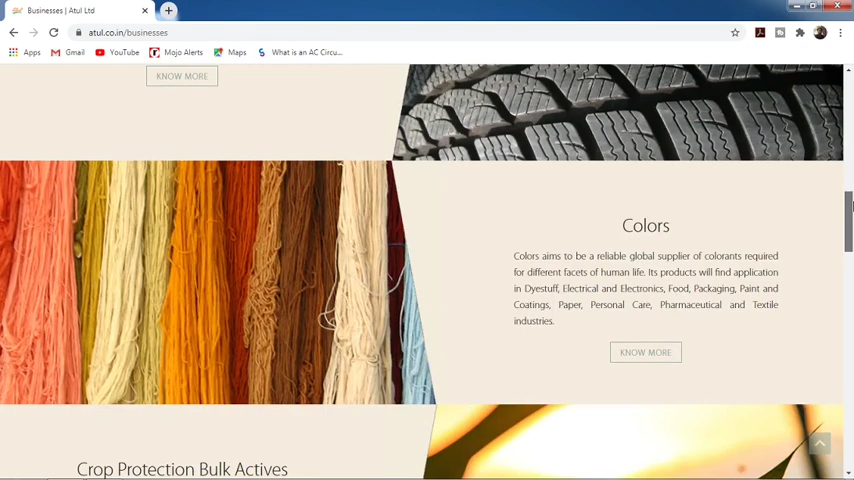 Businesses | Atul Ltd
atul.co.in/businesses
Apps Gmail YouTube Mojo Alerts Maps What is an AC Circu...
KNOW MORE
Colors
Colors aims to be a reliable global supplier of colorants required
for different facets of human life. Its products will find application
in Dyestuff, Electrical and Electronics, Food, Packaging, Paint and
Coatings, Paper, Personal Care, Pharmaceutical and Textile
industries.
KNOW MORE
Crop Protection Bulk Actives